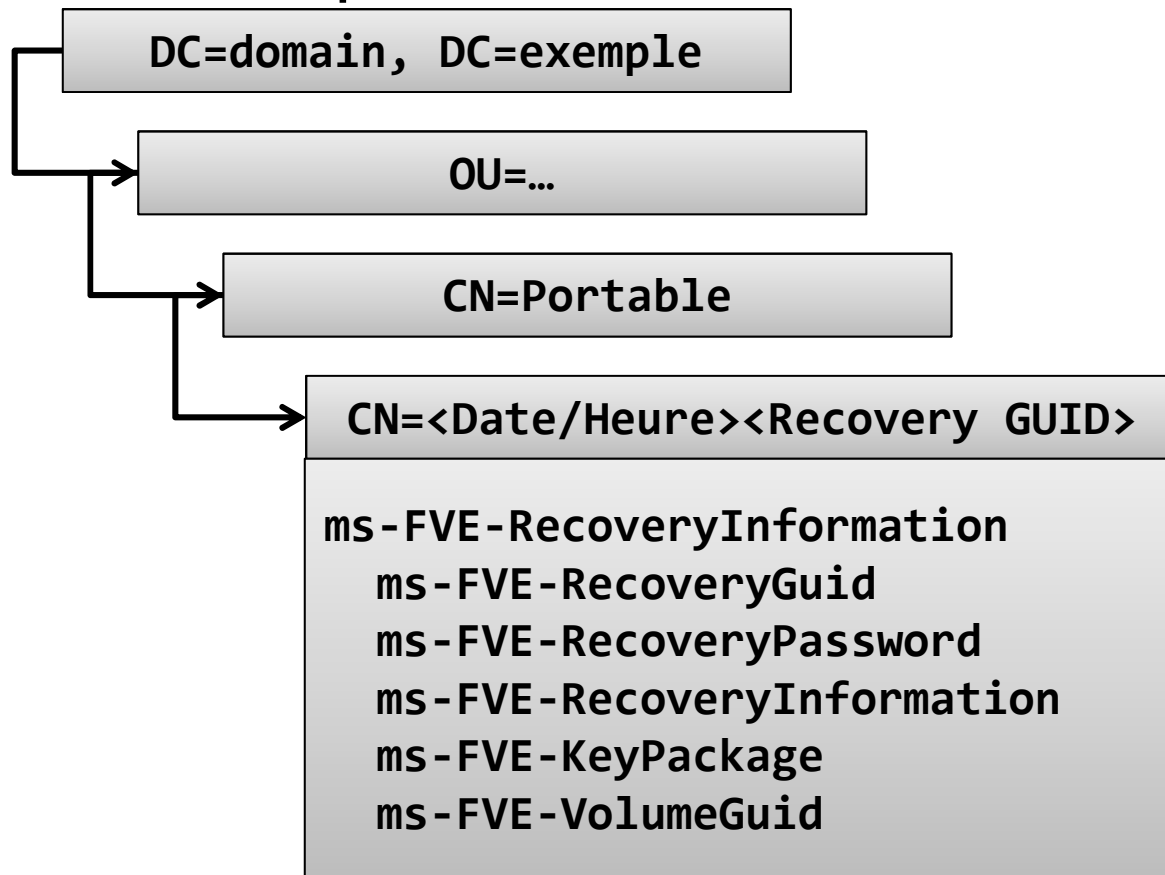 DC=domain, DC=exemple
OU=…
CN=Portable
CN=<Date/Heure><Recovery GUID>
ms-FVE-RecoveryInformation
ms-FVE-RecoveryGuid
ms-FVE-RecoveryPassword
ms-FVE-RecoveryInformation
ms-FVE-KeyPackage
ms-FVE-VolumeGuid